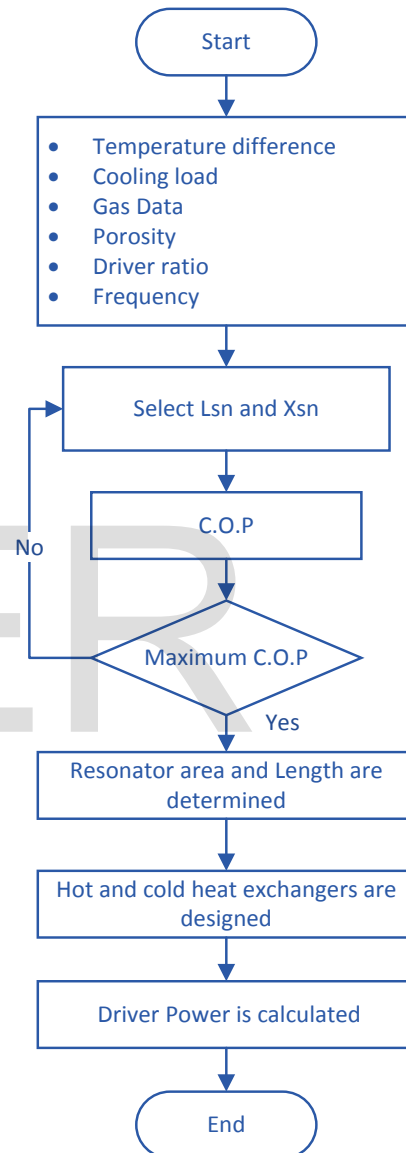 Start
• Temperature difference
• Cooling load
• Gas Data
• Porosity
• Driver ratio
• Frequency
Select Lsn and Xsn
C.O.P
No
Maximum C.O.P
Yes
Resonator area and Length are
determined
Hot and cold heat exchangers are
designed
Driver Power is calculated
End
ER